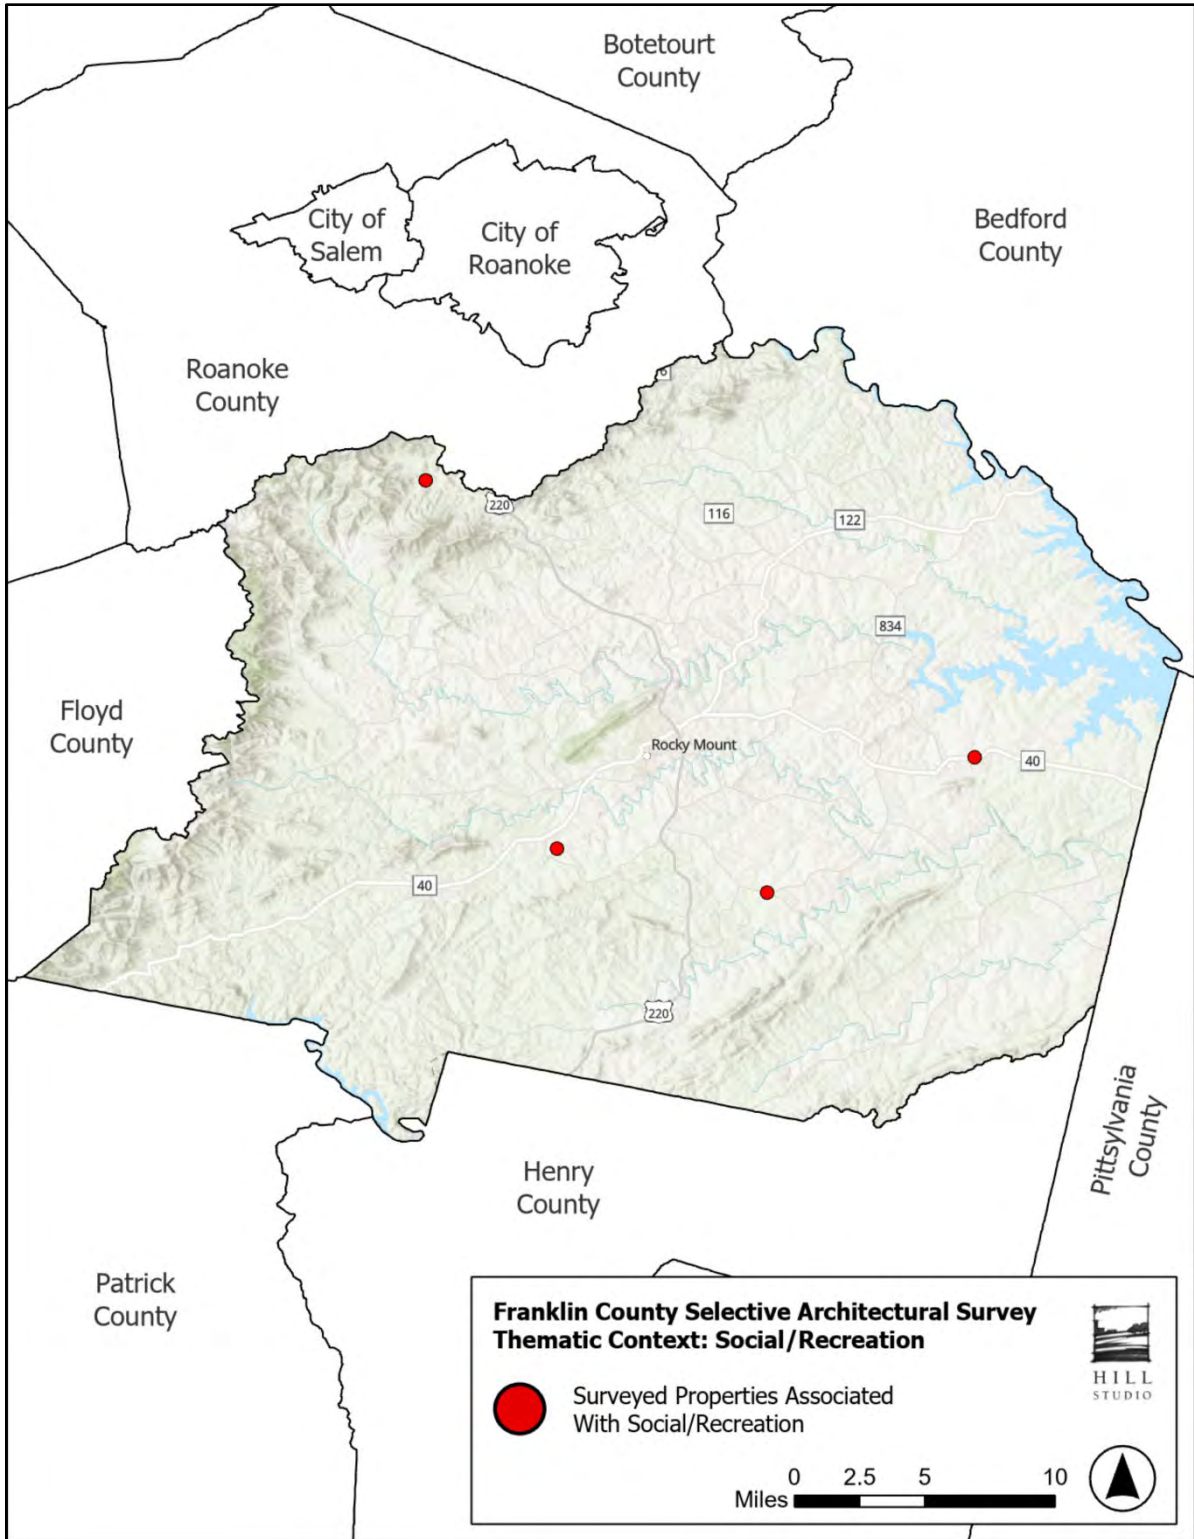 Botetourt
County
Bedford
County
City of
Salem
City of
Roanoke
Roanoke
County
220
116
122
834
Floyd
County
Rocky Mount
40
40
220
Pittsylvania
County
Henry
County
Patrick
County
Franklin County Selective Architectural Survey
Thematic Context: Social/Recreation
HILL
STUDIO
Surveyed Properties Associated
With Social/Recreation
0 2.5 5 10
Miles